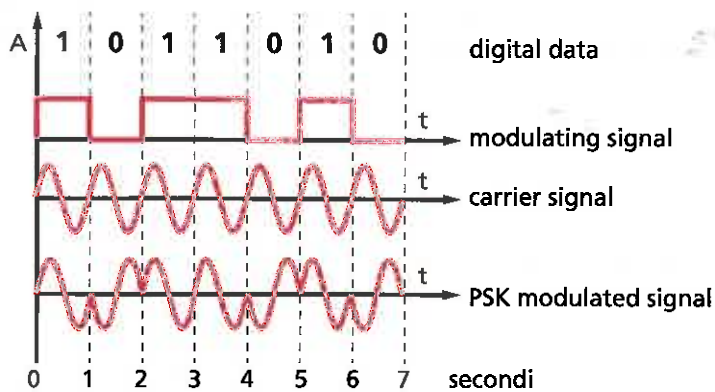 A 1 0 1 1 0 1 0 digital data
t
modulating signal
t
carrier signal
t
PSK modulated signal
0 1 2 3 4 5 6 7 secondi